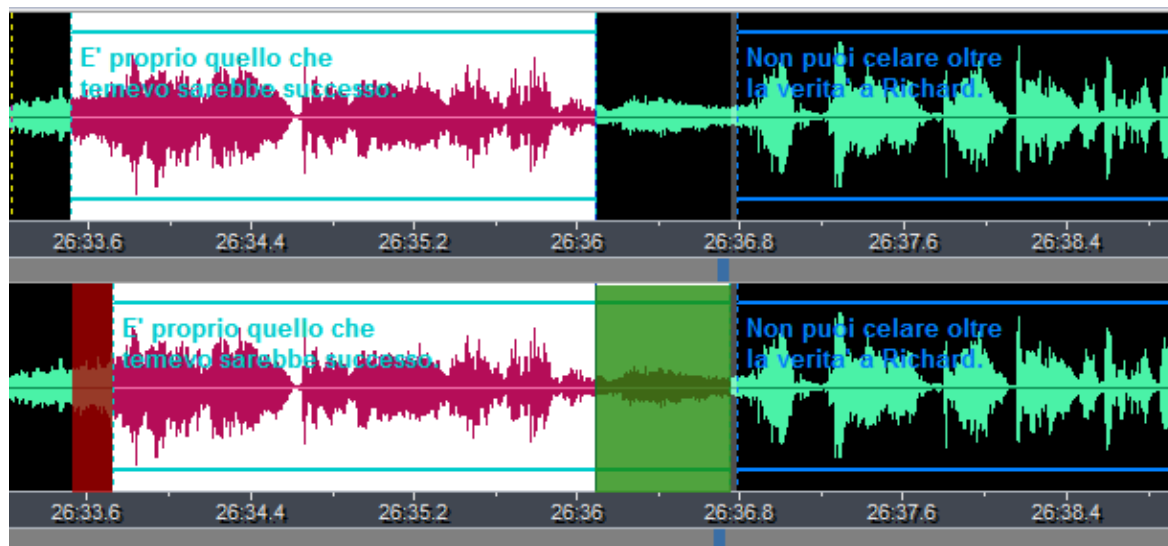 E' proprio quello che
temevo sarebbe successo.
Non puoi celare oltre
la verita' a Richard.
26:33.6 26:34.4 26:35.2 26:36 26:36.8 26:37.6 26:38.4
E' proprio quello che
temevo sarebbe successo.
Non puoi celare oltre
la verita' a Richard.
26:33.6 26:34.4 26:35.2 26:36 26:36.8 26:37.6 26:38.4